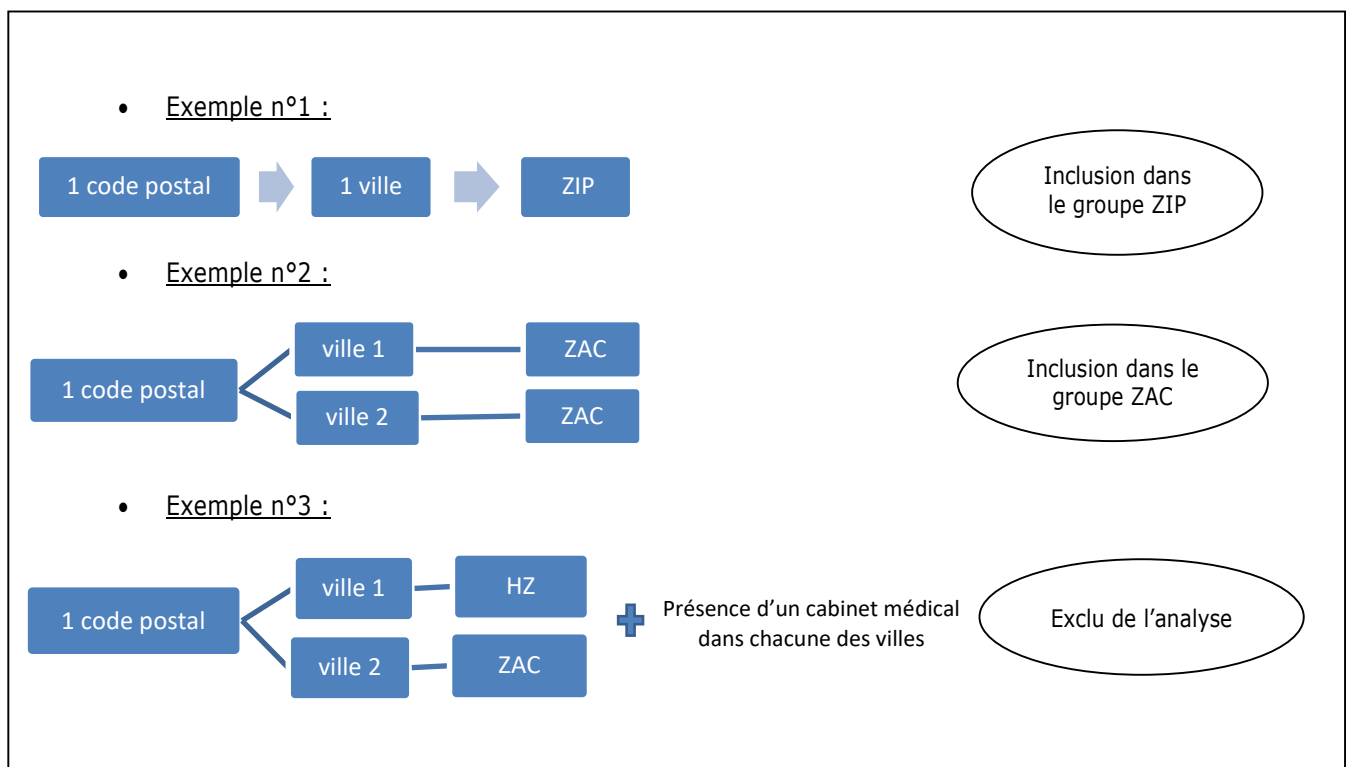 • Exemple n°1 :
1 code postal
1 ville
ZIP
Inclusion dans
le groupe ZIP
• Exemple n°2 :
1 code postal
ville 1
ZAC
ville 2
ZAC
Inclusion dans le
groupe ZAC
• Exemple n°3 :
1 code postal
ville 1
HZ
ville 2
ZAC
Présence d’un cabinet médical
dans chacune des villes
Exclu de l’analyse